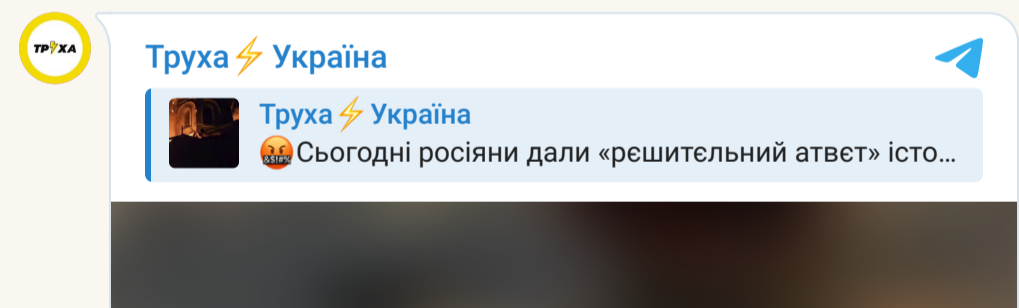 ТРУХА
Труха⚡Україна
Труха⚡Україна
🤬Сьогодні росіяни дали «рєшитєльний атвєт» істо...